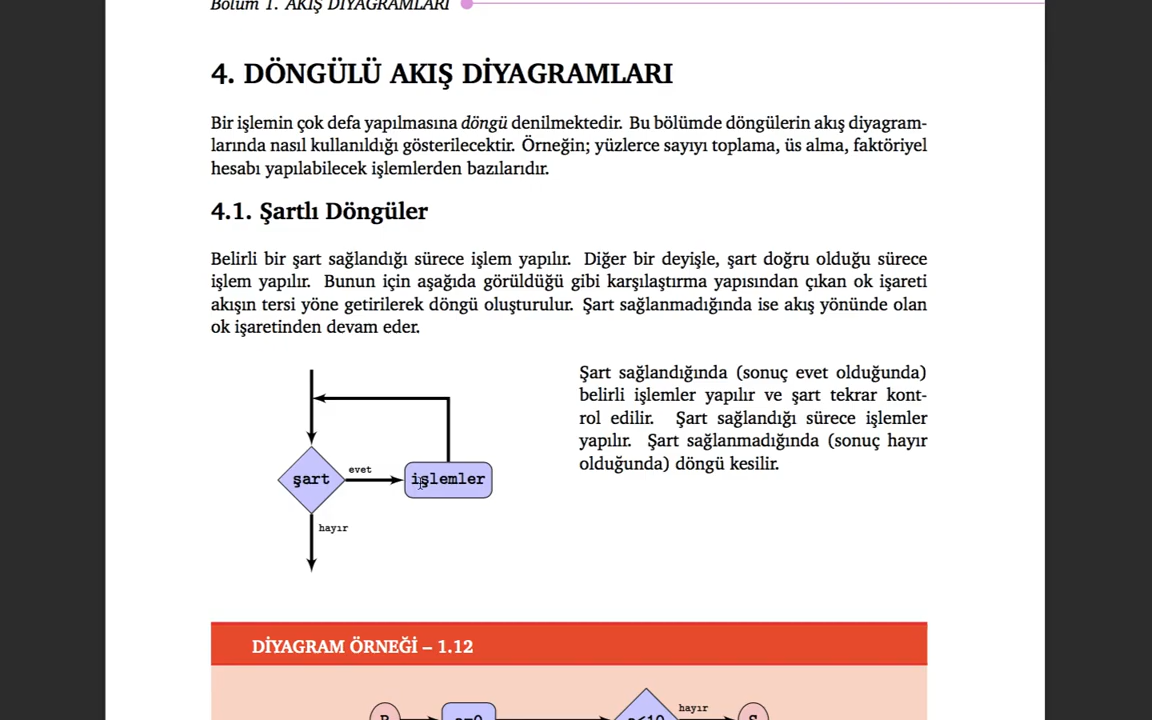 Bölüm 1. AKIŞ DİYAGRAMLARI
4. DÖNGÜLÜ AKIŞ DİYAGRAMLARI
Bir işlemin çok defa yapılmasına döngü denilmektedir. Bu bölümde döngülerin akış diyagram-
larında nasıl kullanıldığı gösterilecektir. Örneğin; yüzlerce sayıyı toplama, üs alma, faktöriyel
hesabı yapılabilecek işlemlerden bazılarıdır.
4.1. Şartlı Döngüler
Belirli bir şart sağlandığı sürece işlem yapılır. Diğer bir deyişle, şart doğru olduğu sürece
işlem yapılır. Bunun için aşağıda görüldüğü gibi karşılaştırma yapısından çıkan ok işareti
akışın tersi yöne getirilerek döngü oluşturulur. Şart sağlanmadığında ise akış yönünde olan
ok işaretinden devam eder.
Şart sağlandığında (sonuç evet olduğunda)
belirli işlemler yapılır ve şart tekrar kont-
rol edilir. Şart sağlandığı sürece işlemler
yapılır. Şart sağlanmadığında (sonuç hayır
olduğunda) döngü kesilir.
şart
evet
işlemler
hayır
DİYAGRAM ÖRNEĞİ – 1.12
hayır